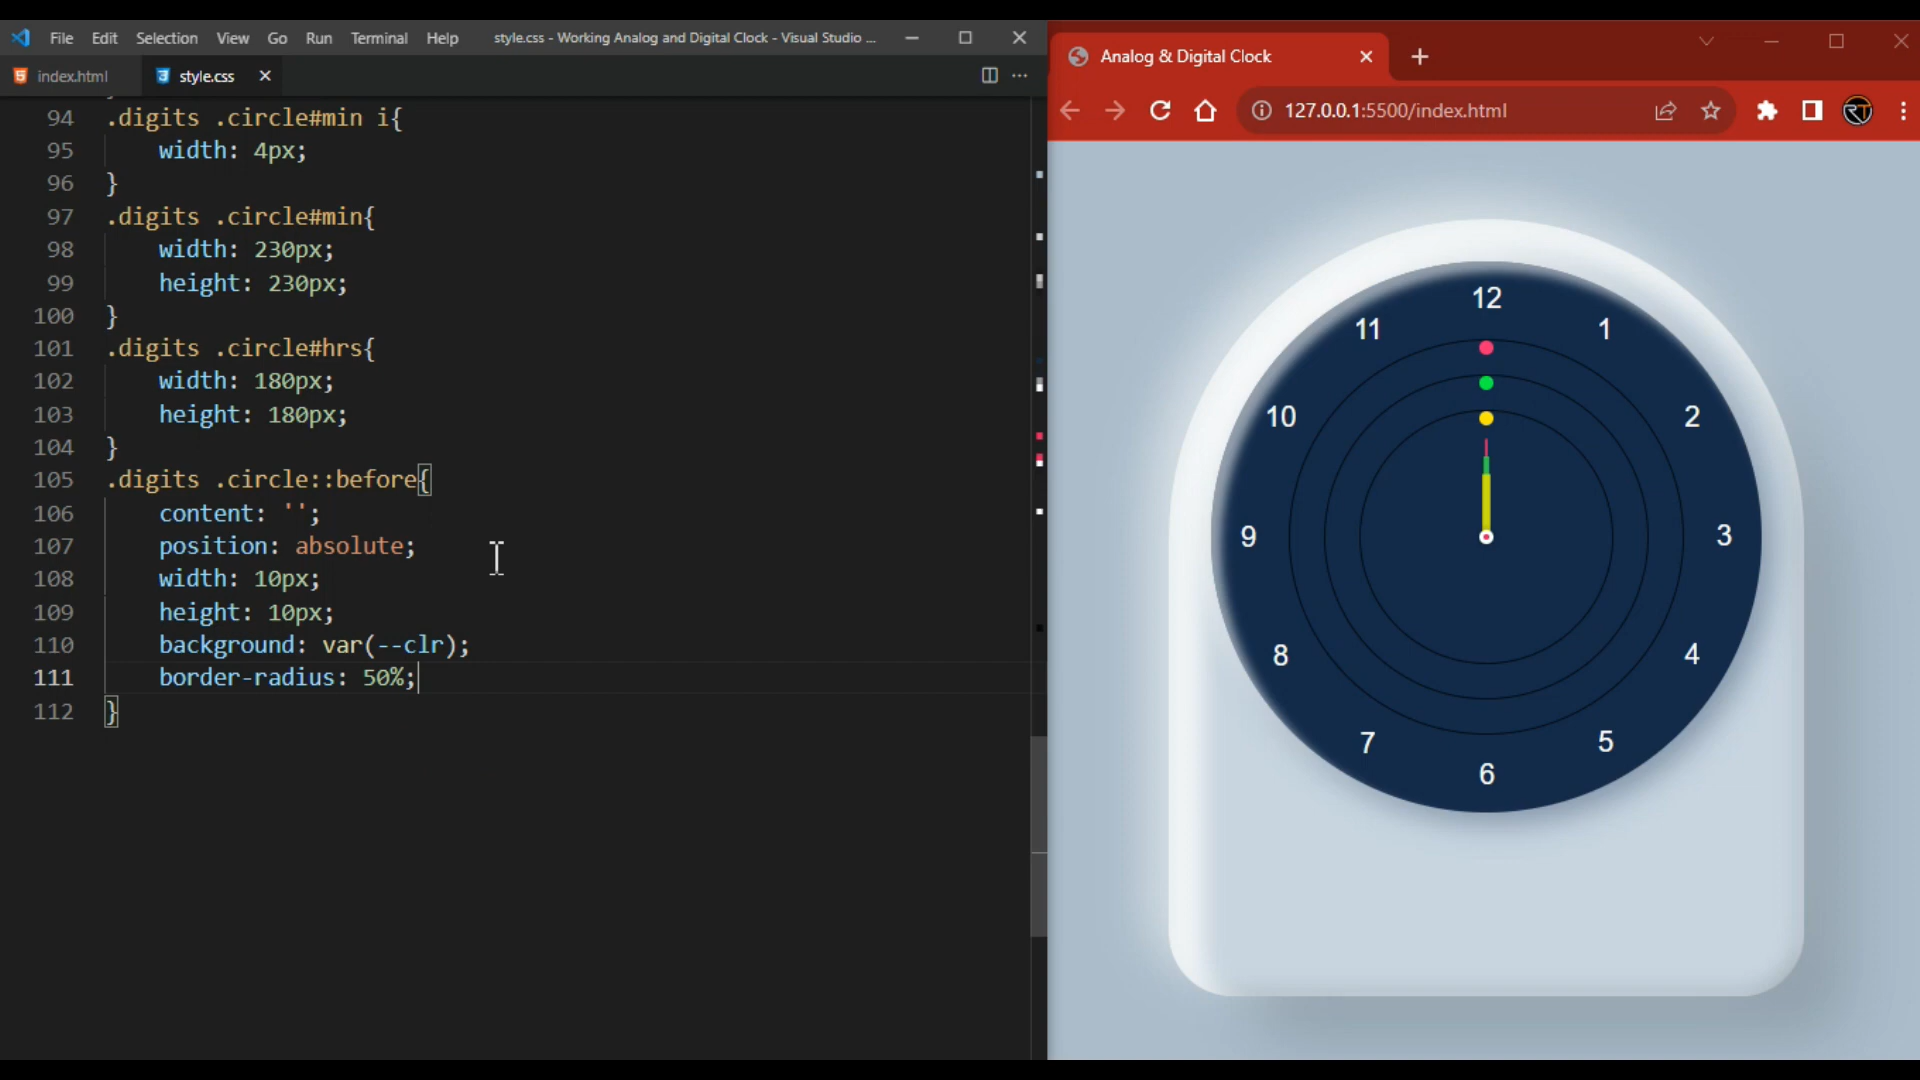 File Edit Selection View Go Run Terminal Help style.css - Working Analog and Digital Clock - Visual Studio ...
index.html style.css
94 .digits .circle#min i{
95 width: 4px;
96 }
97 .digits .circle#min{
98 width: 230px;
99 height: 230px;
100 }
101 .digits .circle#hrs{
102 width: 180px;
103 height: 180px;
104 }
105 .digits .circle::before{
106 content: '';
107 position: absolute;
108 width: 10px;
109 height: 10px;
110 background: var(--clr);
111 border-radius: 50%;
112 }
Analog & Digital Clock
127.0.0.1:5500/index.html
RT
12
11 1
10 2
9 3
8 4
7 5
6